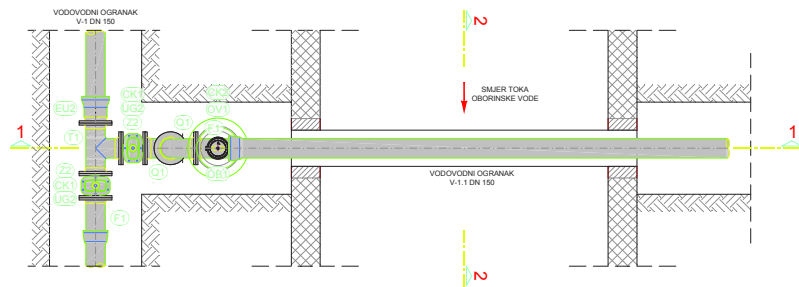 VODOVODNI OGRANAK
V-1 DN 150
2
CK1
CK2
EU2
UG2
OV1
SMJER TOKA
OBORINSKE VODE
Z2
Q1
T1
1
1
Z2
Q1
OB1
VODOVODNI OGRANAK
V-1.1 DN 150
CK1
UG2
F1
2